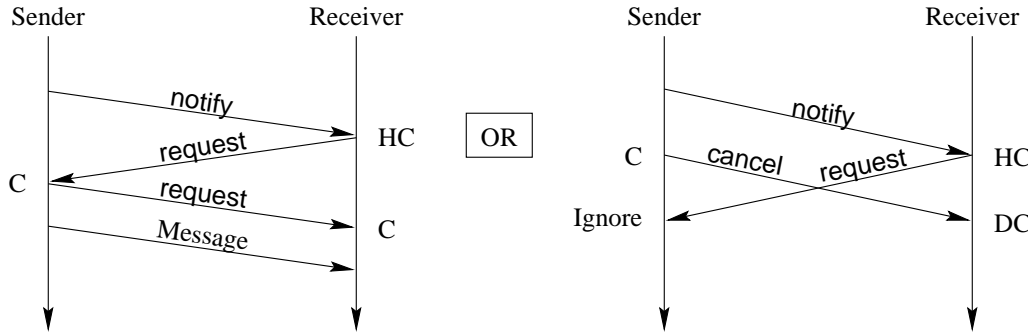 Sender
Receiver
notify
HC
request
C
request
C
Message
OR
Sender
Receiver
notify
C
cancel
request
HC
Ignore
DC